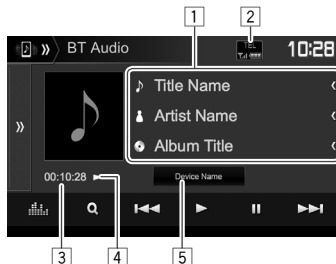 1 2
» BT Audio TEL 10:28
Title Name
Artist Name
» Album Title
00:10:28 Device Name
3 4 5